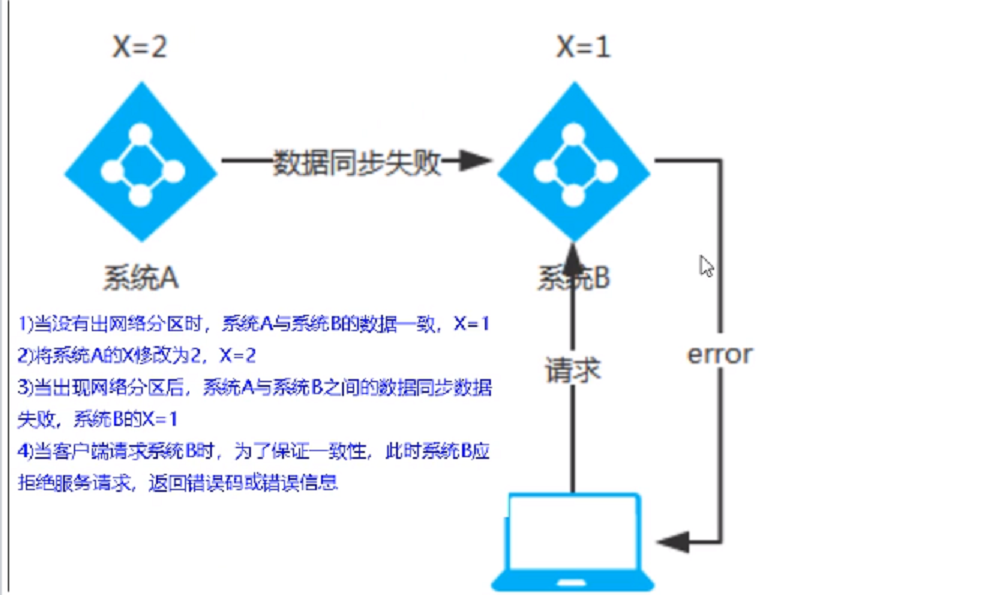 X=2
X=1
数据同步失败
系统A
系统B
1)当没有出网络分区时，系统A与系统B的数据一致，X=1
2)将系统A的X修改为2，X=2
3)当出现网络分区后，系统A与系统B之间的数据同步数据
失败，系统B的X=1
4)当客户端请求系统B时，为了保证一致性，此时系统B应
拒绝服务请求，返回错误码或错误信息
请求
error